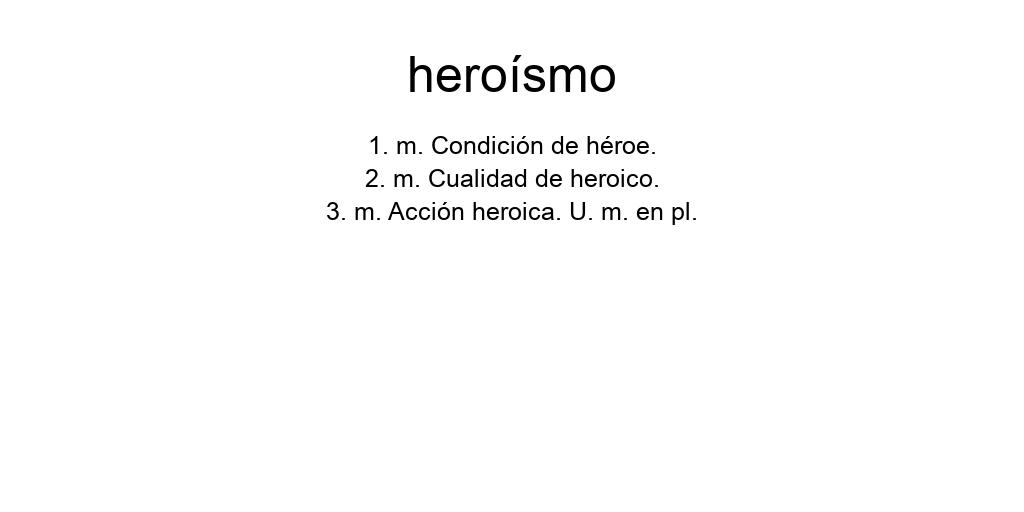 heroísmo
1. m. Condición de héroe.
2. m. Cualidad de heroico.
3. m. Acción heroica. U. m. en pl.